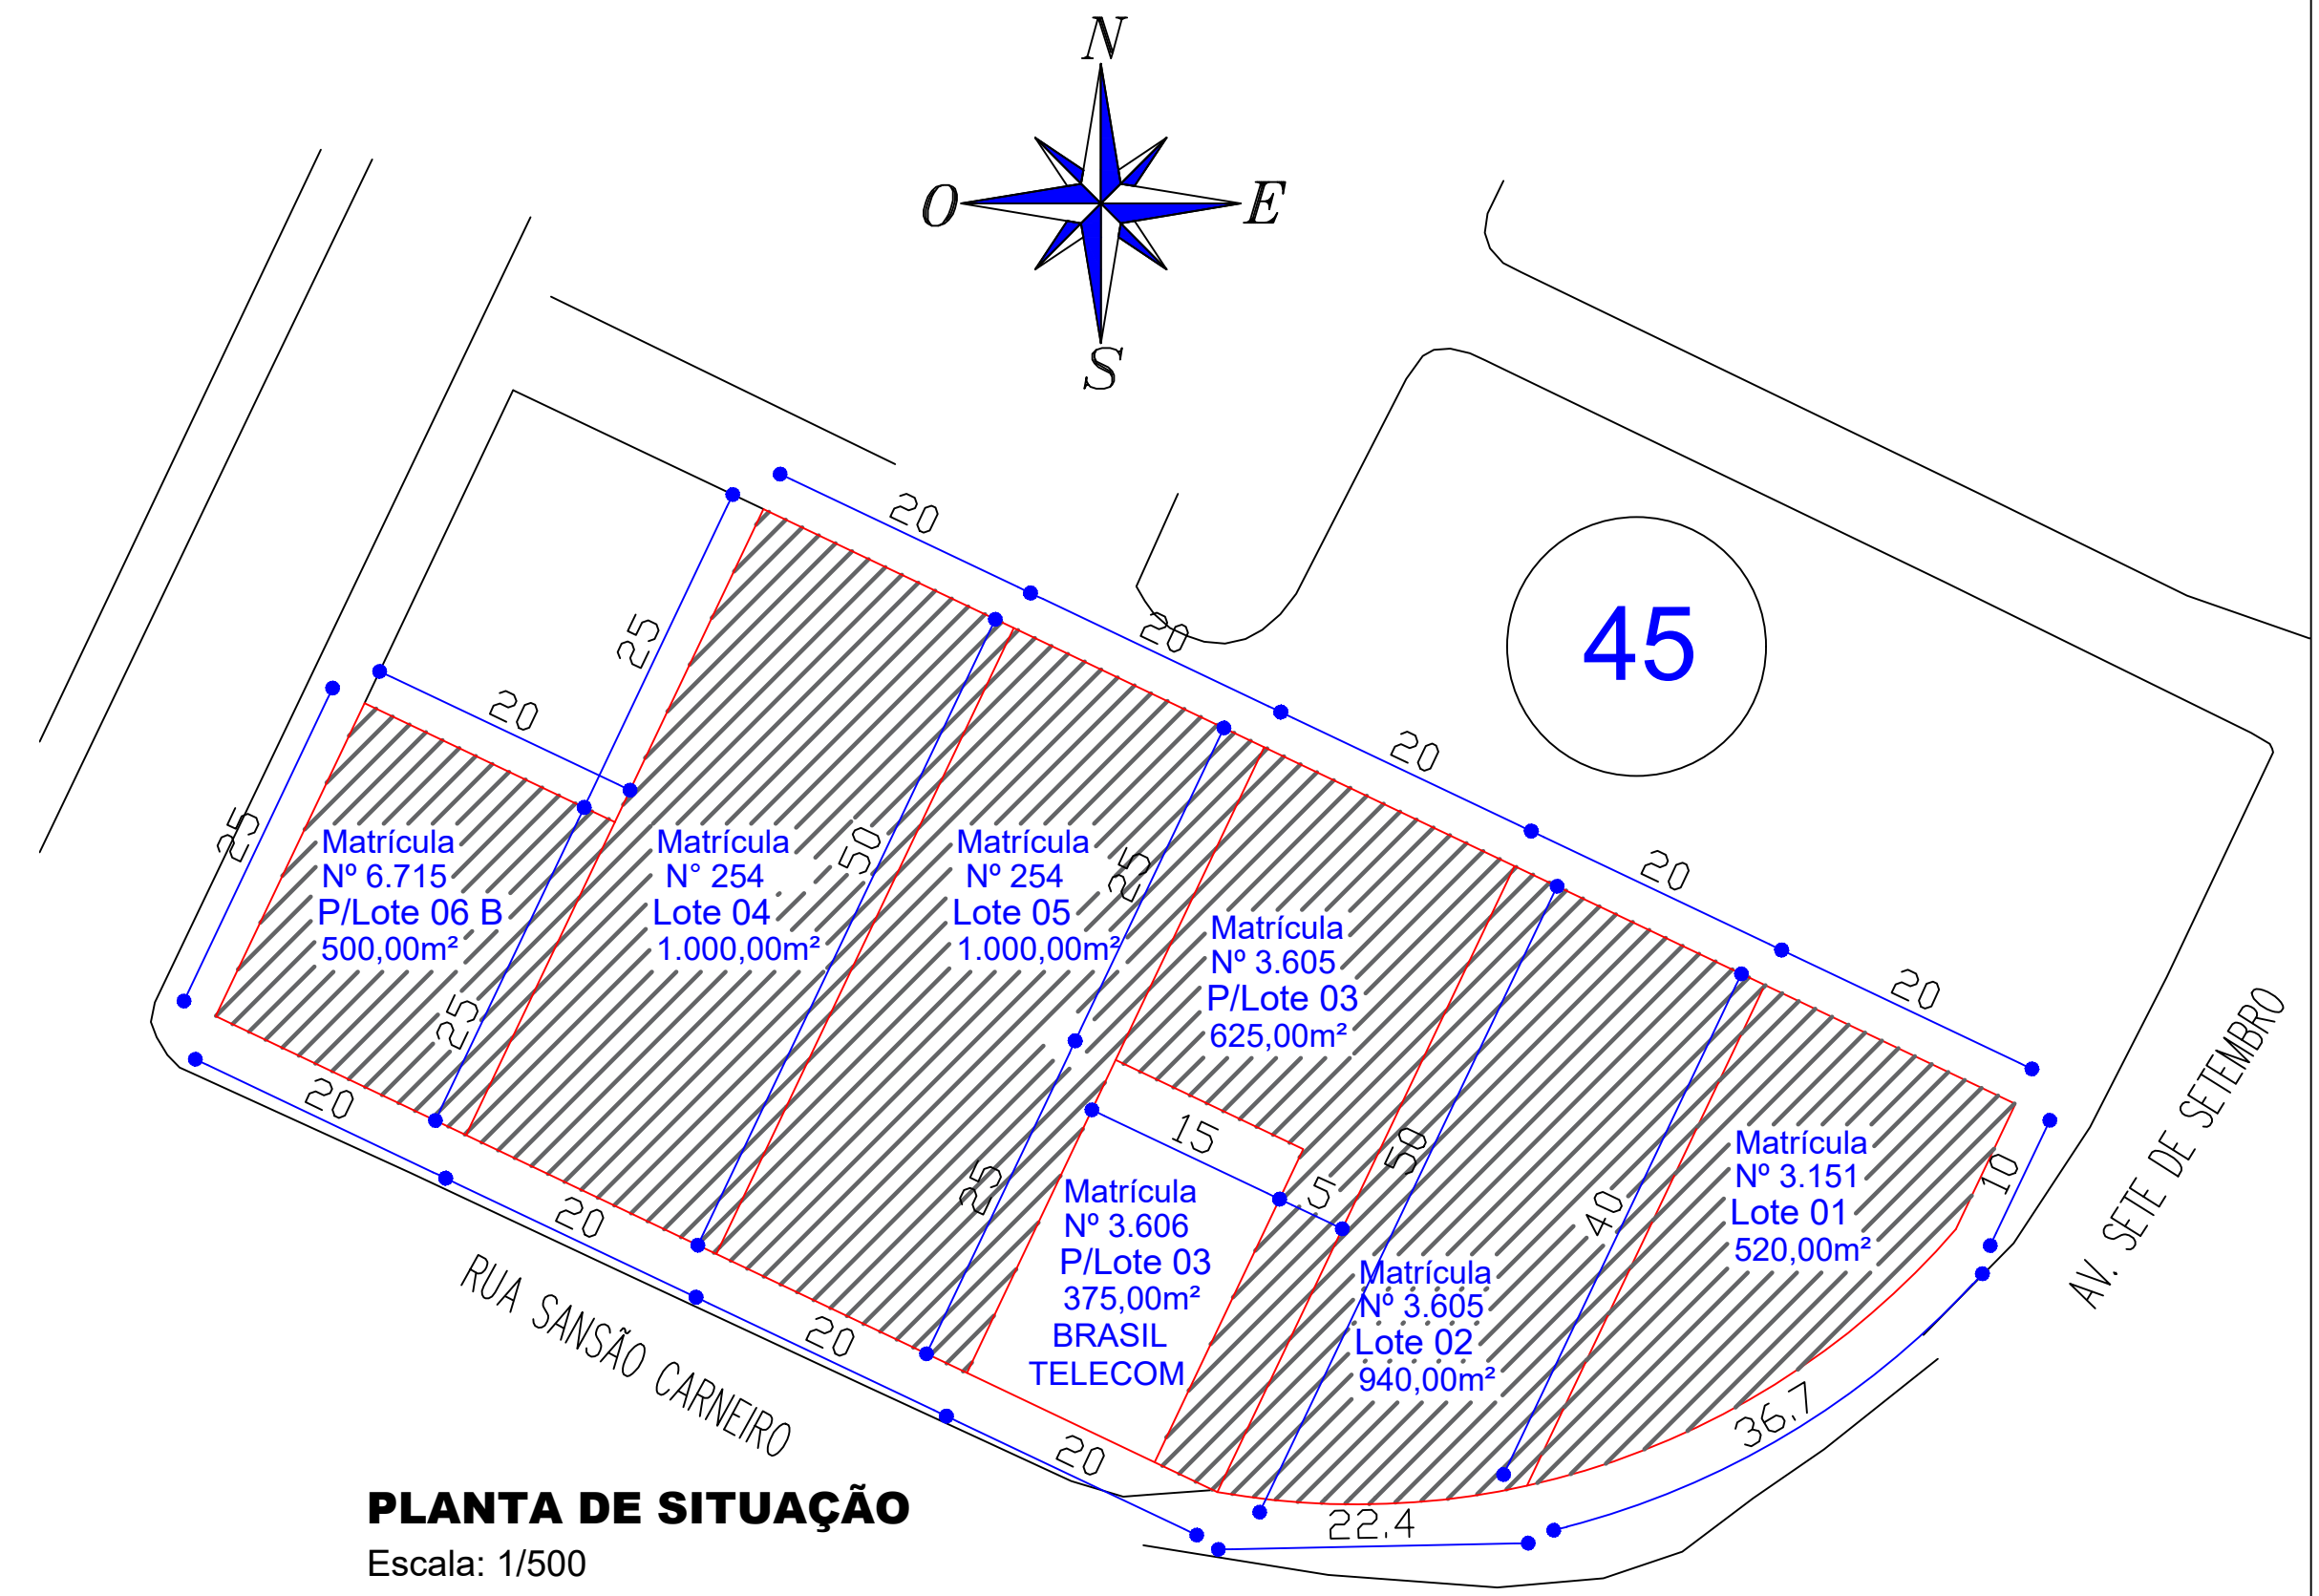 N
O
E
S
45
20
20
20
20
20
25
20
25
50
25
25
25
15
5
50
40
10
Matrícula
Nº 6.715
P/Lote 06 B
500,00m²
Matrícula
N° 254
Lote 04
1.000,00m²
Matrícula
Nº 254
Lote 05
1.000,00m²
Matrícula
Nº 3.605
P/Lote 03
625,00m²
Matrícula
Nº 3.606
P/Lote 03
375,00m²
BRASIL
TELECOM
Matrícula
Nº 3.605
Lote 02
940,00m²
Matrícula
Nº 3.151
Lote 01
520,00m²
20
20
20
20
22.4
36.7
RUA SANSÃO CARNEIRO
AV. SETE DE SETEMBRO
PLANTA DE SITUAÇÃO
Escala: 1/500